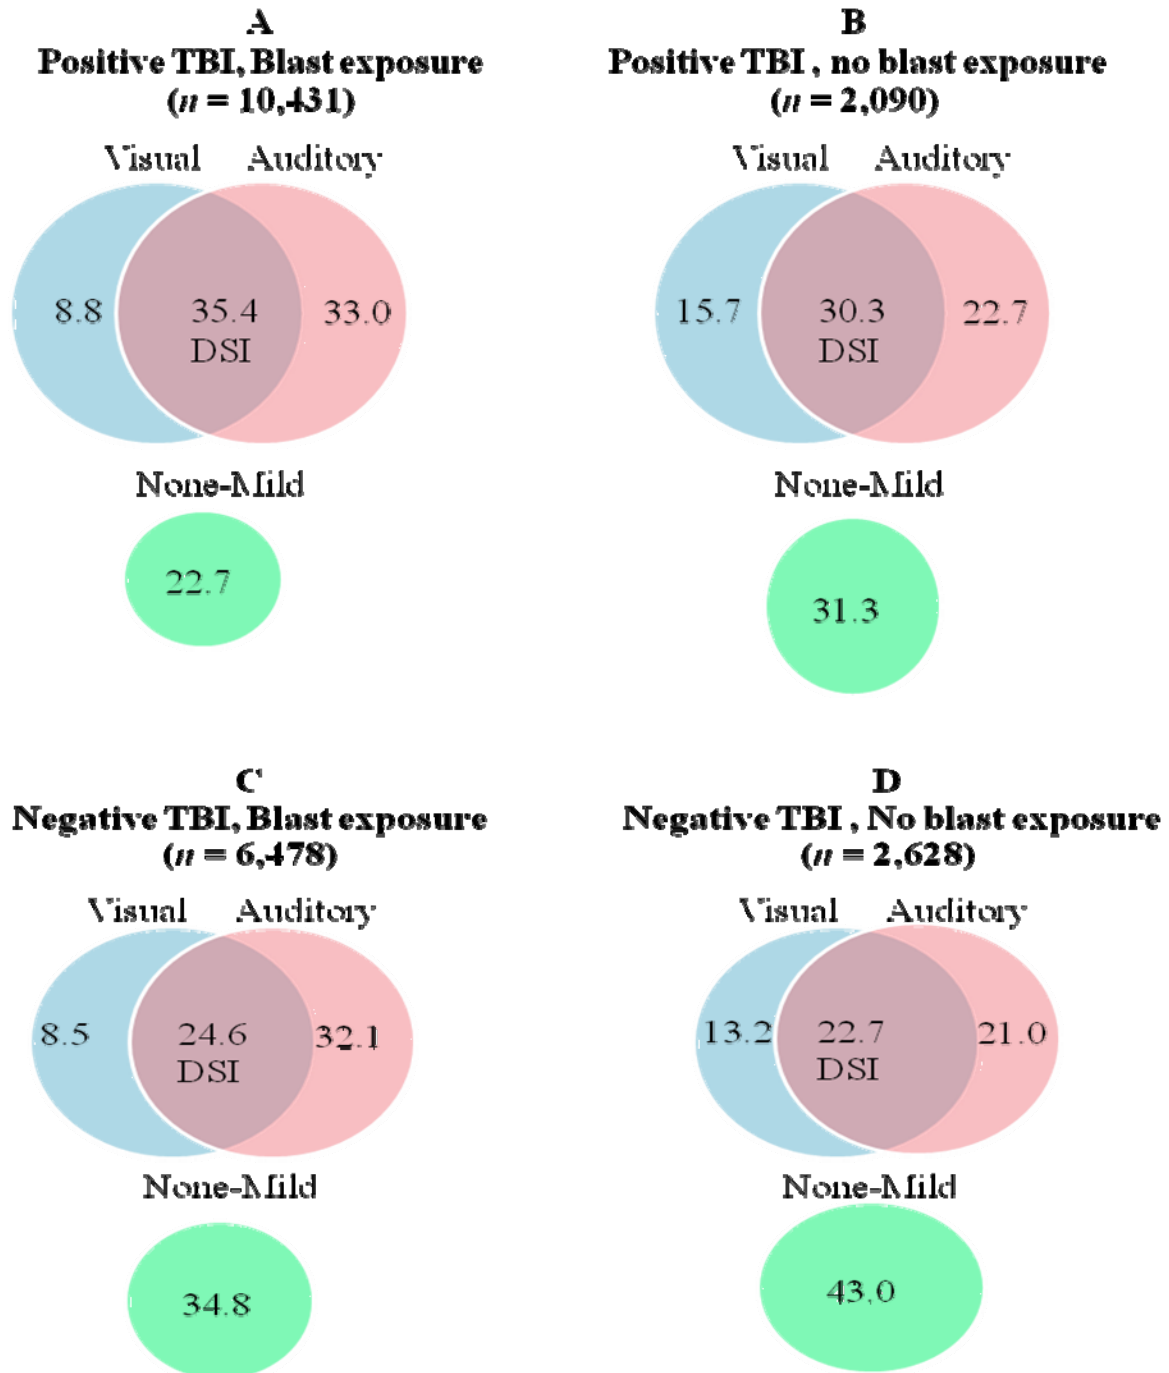 A
Positive TBI, Blast exposure
(n = 10,431)
Visual Auditory
8.8 35.4 33.0
DSI
None-Mild
22.7
B
Positive TBI , no blast exposure
(n = 2,090)
Visual Auditory
15.7 30.3 22.7
DSI
None-Mild
31.3
C
Negative TBI, Blast exposure
(n = 6,478)
Visual Auditory
8.5 24.6 32.1
DSI
None-Mild
34.8
D
Negative TBI , No blast exposure
(n = 2,628)
Visual Auditory
13.2 22.7 21.0
DSI
None-Mild
43.0